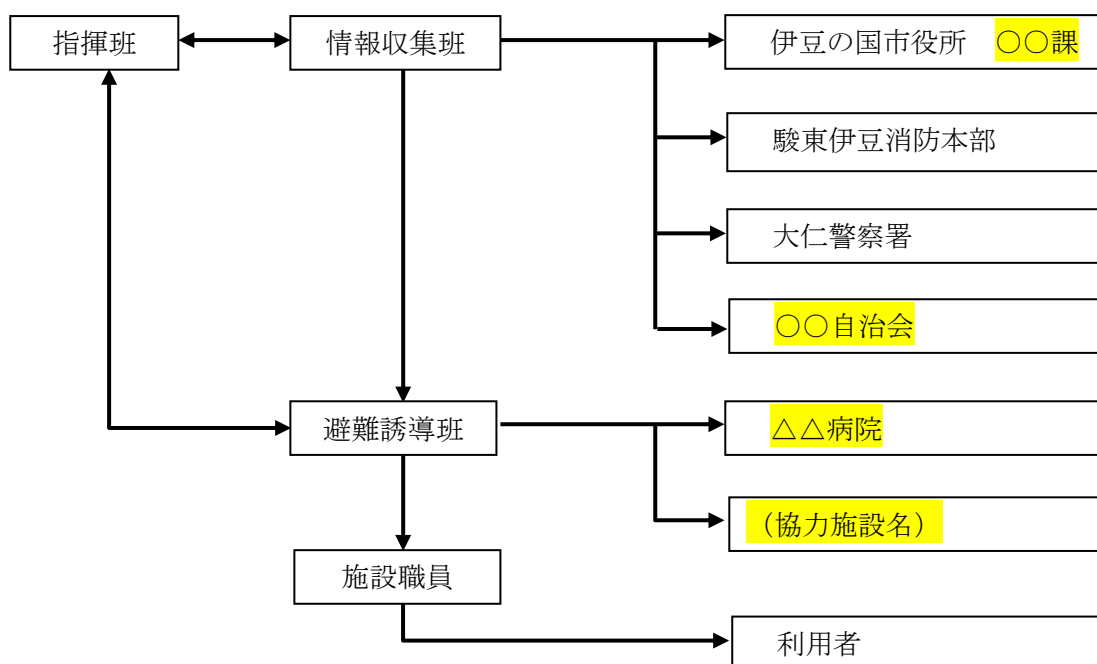 指揮班
情報収集班
伊豆の国市役所　〇〇課
駿東伊豆消防本部
大仁警察署
〇〇自治会
避難誘導班
△△病院
（協力施設名）
施設職員
利用者